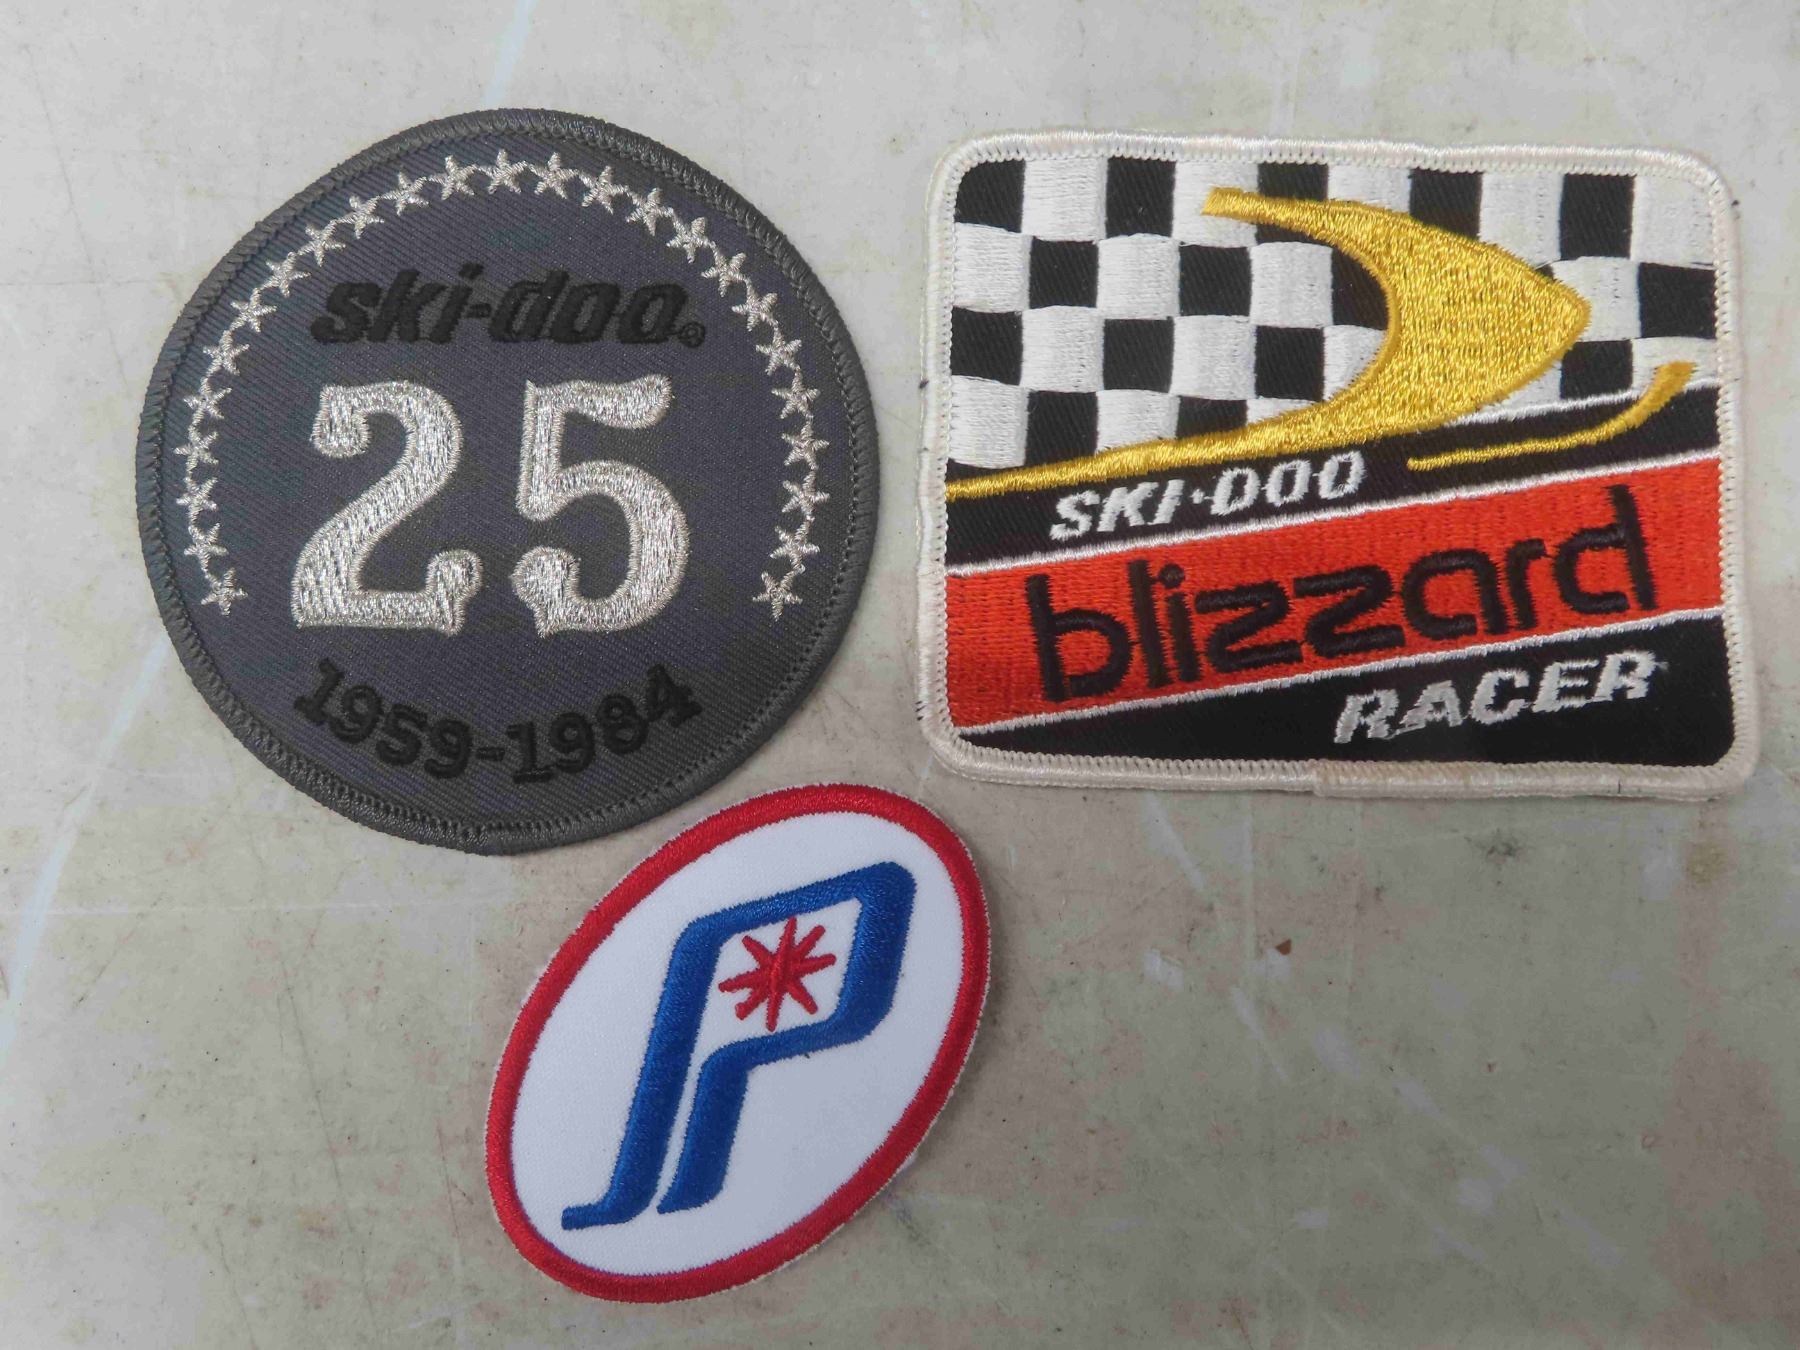 ski-doo®
25
1959-1984
SKI-DOO
blizzard
RACER
P